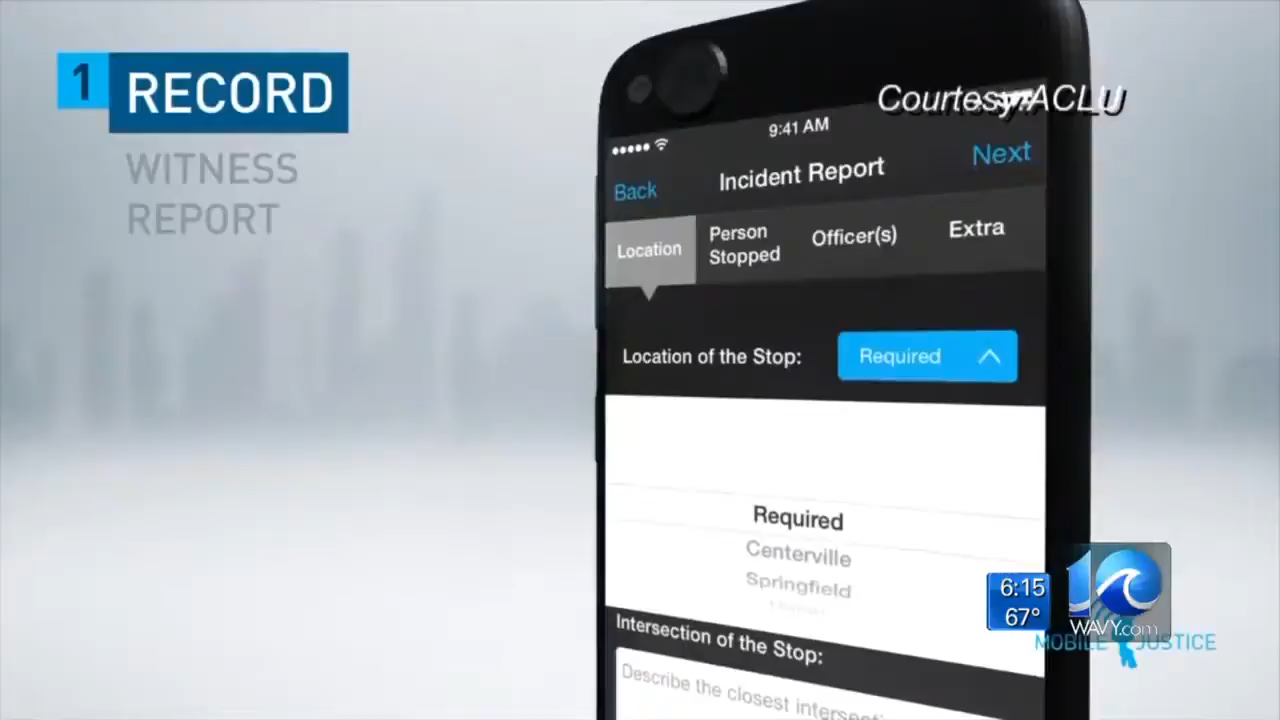 1 RECORD
WITNESS
REPORT
Courtesy: ACLU
9:41 AM
Back
Incident Report
Next
Location
Person
Stopped
Officer(s)
Extra
Location of the Stop:
Required
Required
Centerville
Springfield
Intersection of the Stop:
Describe the closest intersecti
6:15
67°
10
WAVY.com
MOBILE JUSTICE